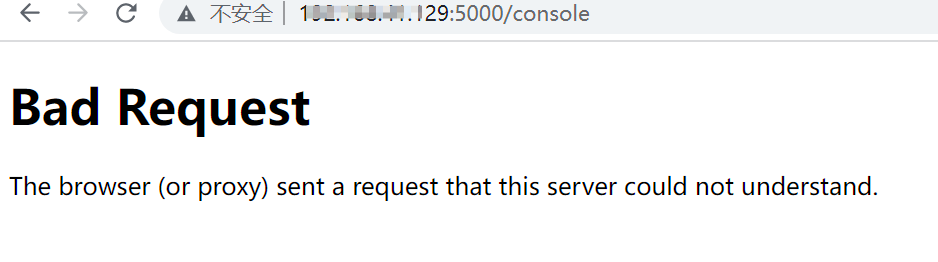 不安全 129:5000/console
Bad Request
The browser (or proxy) sent a request that this server could not understand.